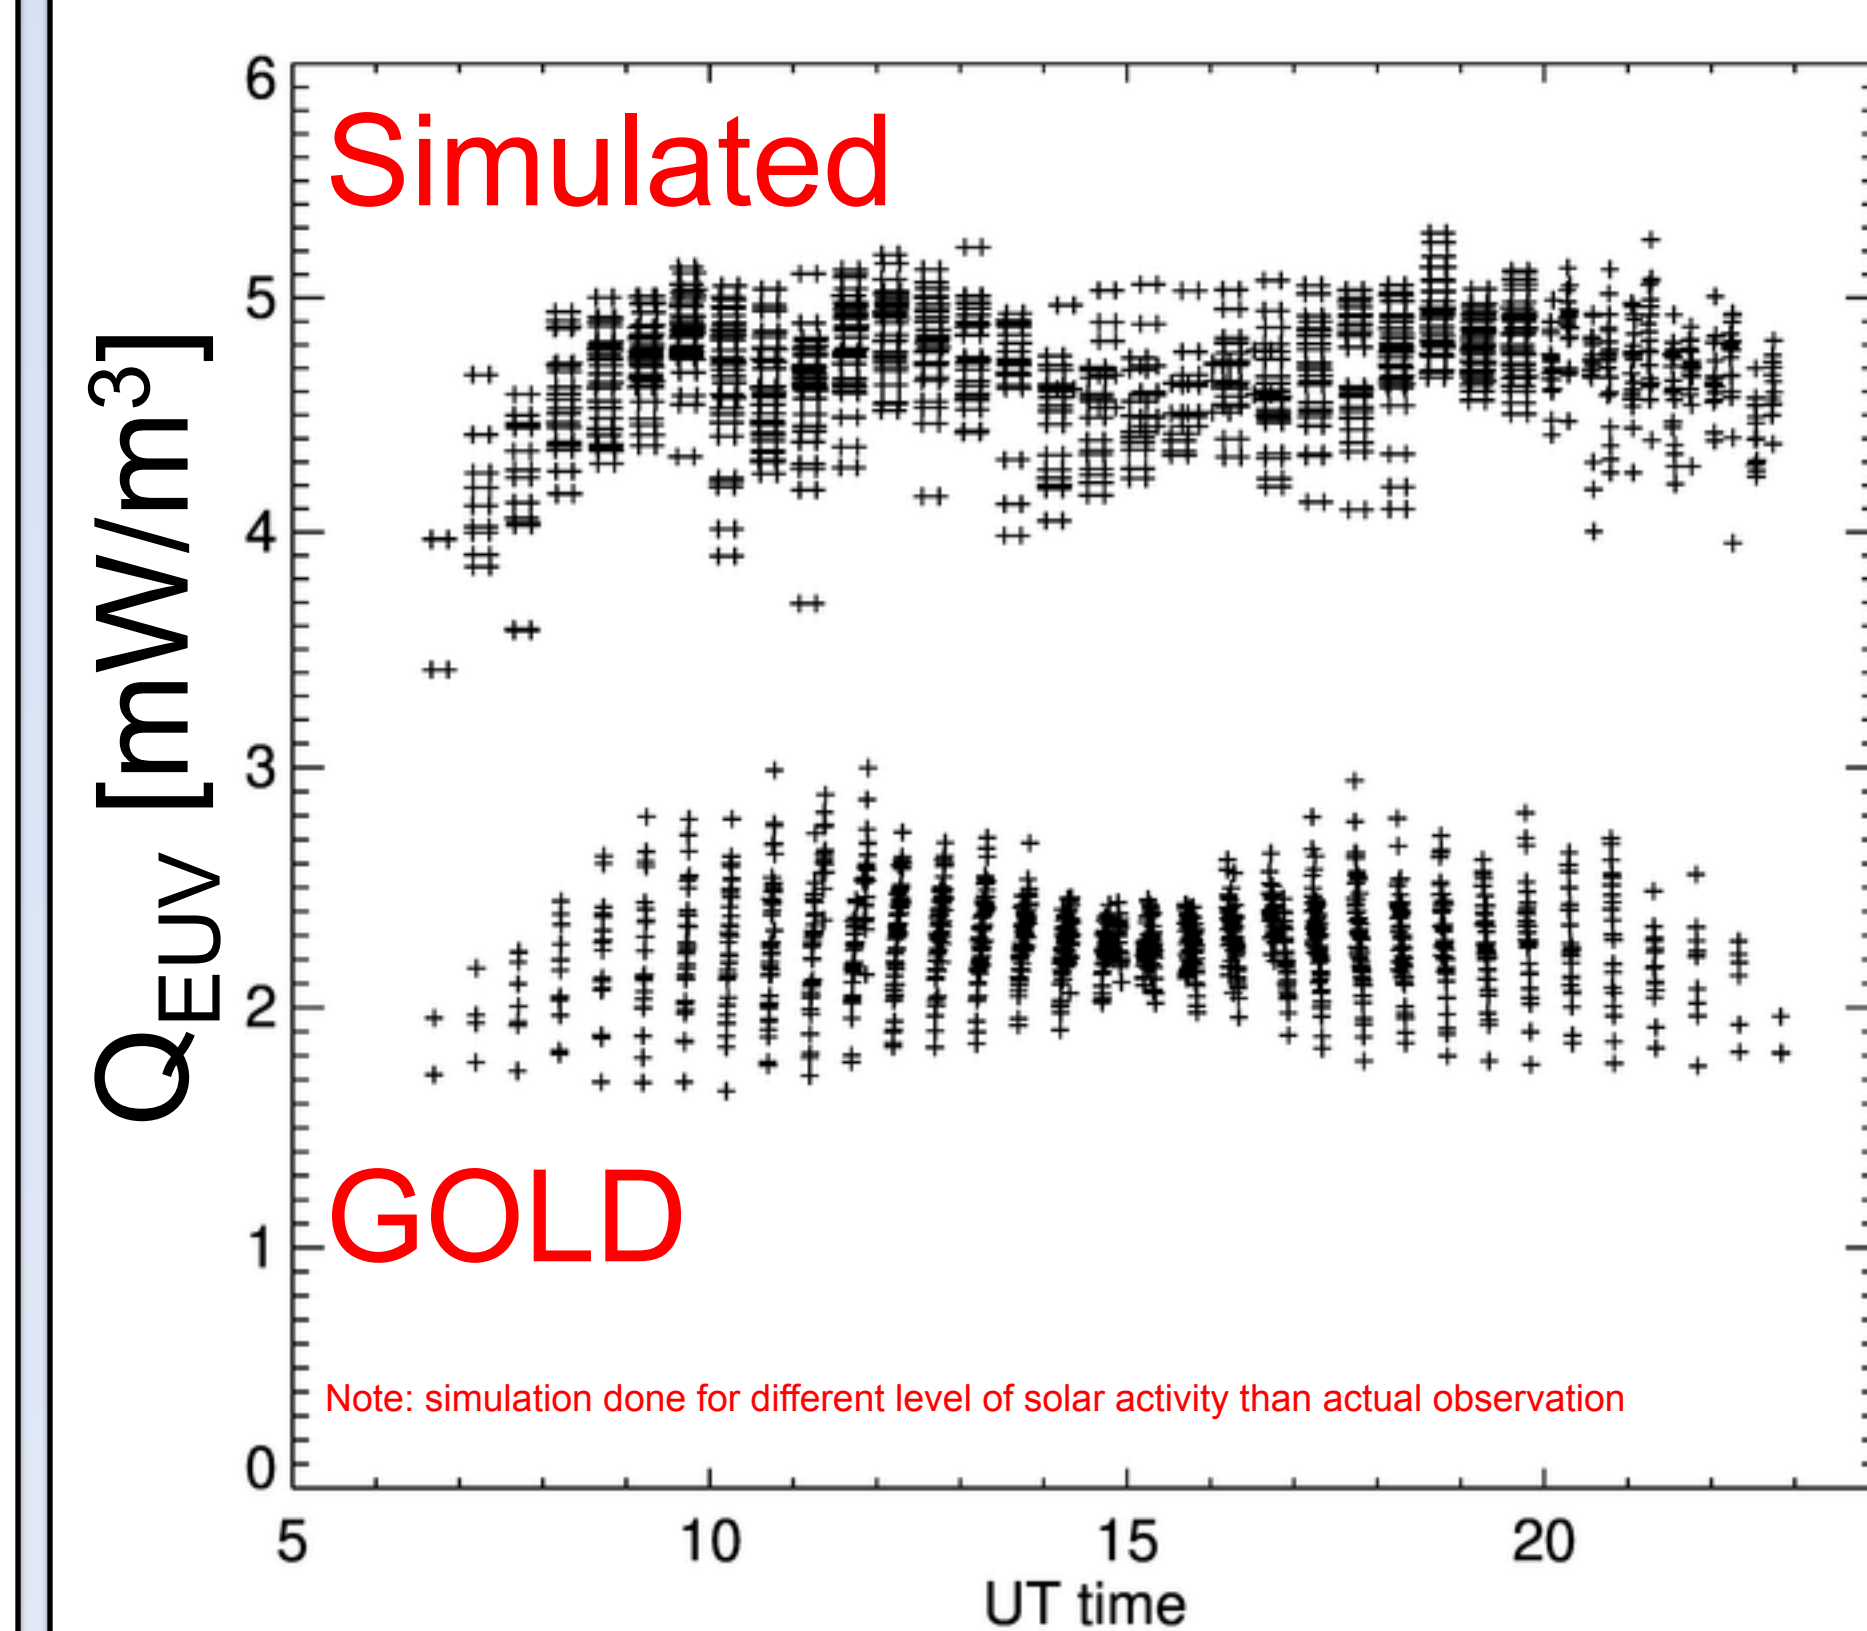 Simulated
GOLD
Note: simulation done for different level of solar activity than actual observation
Q_EUV [mW/m³]
6
5
4
3
2
1
0
5 10 15 20
UT time